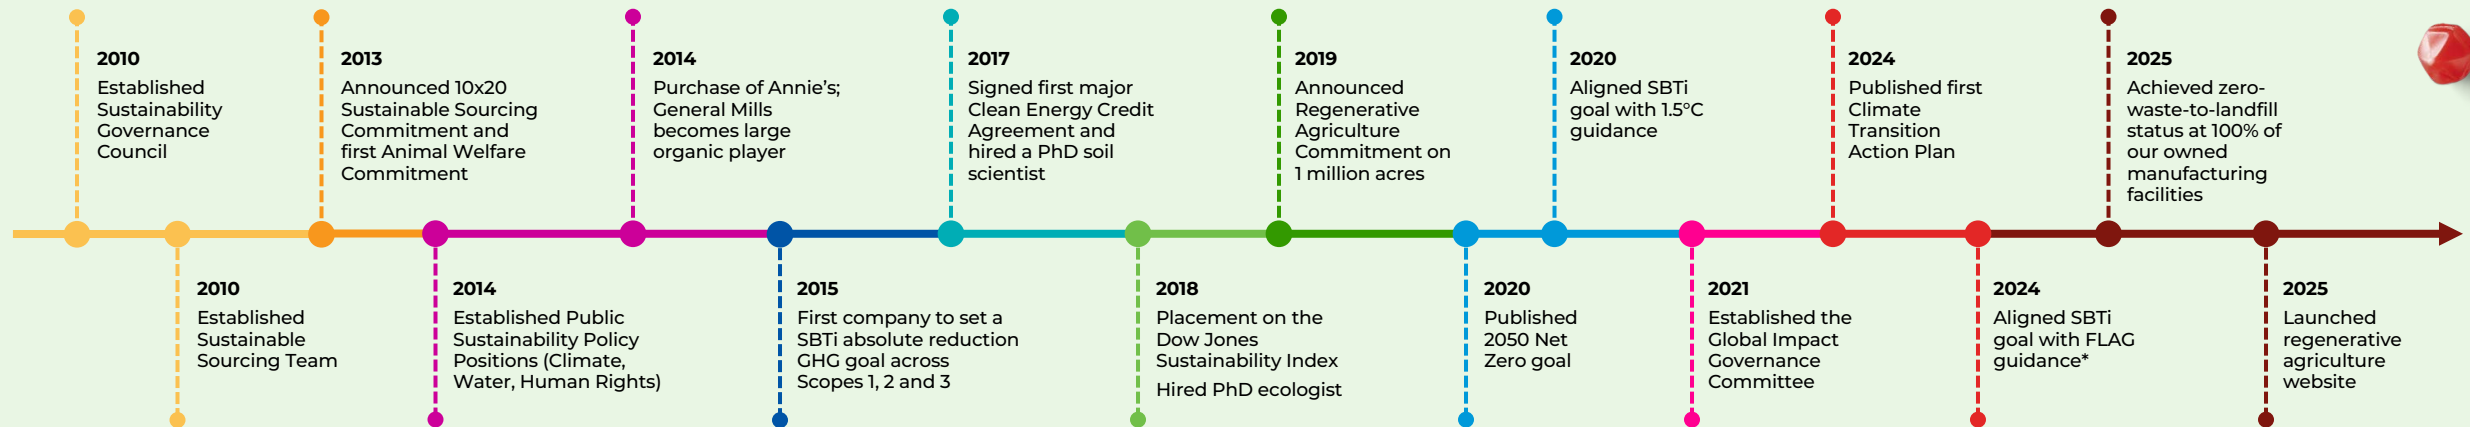 2010
Established
Sustainability
Governance
Council
2010
Established
Sustainable
Sourcing Team
2013
Announced 10x20
Sustainable Sourcing
Commitment and
first Animal Welfare
Commitment
2014
Established Public
Sustainability Policy
Positions (Climate,
Water, Human Rights)
2014
Purchase of Annie’s;
General Mills
becomes large
organic player
2015
First company to set a
SBTi absolute reduction
GHG goal across
Scopes 1, 2 and 3
2017
Signed first major
Clean Energy Credit
Agreement and
hired a PhD soil
scientist
2018
Placement on the
Dow Jones
Sustainability Index
Hired PhD ecologist
2019
Announced
Regenerative
Agriculture
Commitment on
1 million acres
2020
Published
2050 Net
Zero goal
2020
Aligned SBTi
goal with 1.5°C
guidance
2021
Established the
Global Impact
Governance
Committee
2024
Published first
Climate
Transition
Action Plan
2024
Aligned SBTi
goal with FLAG
guidance*
2025
Achieved zero-
waste-to-landfill
status at 100% of
our owned
manufacturing
facilities
2025
Launched
regenerative
agriculture
website